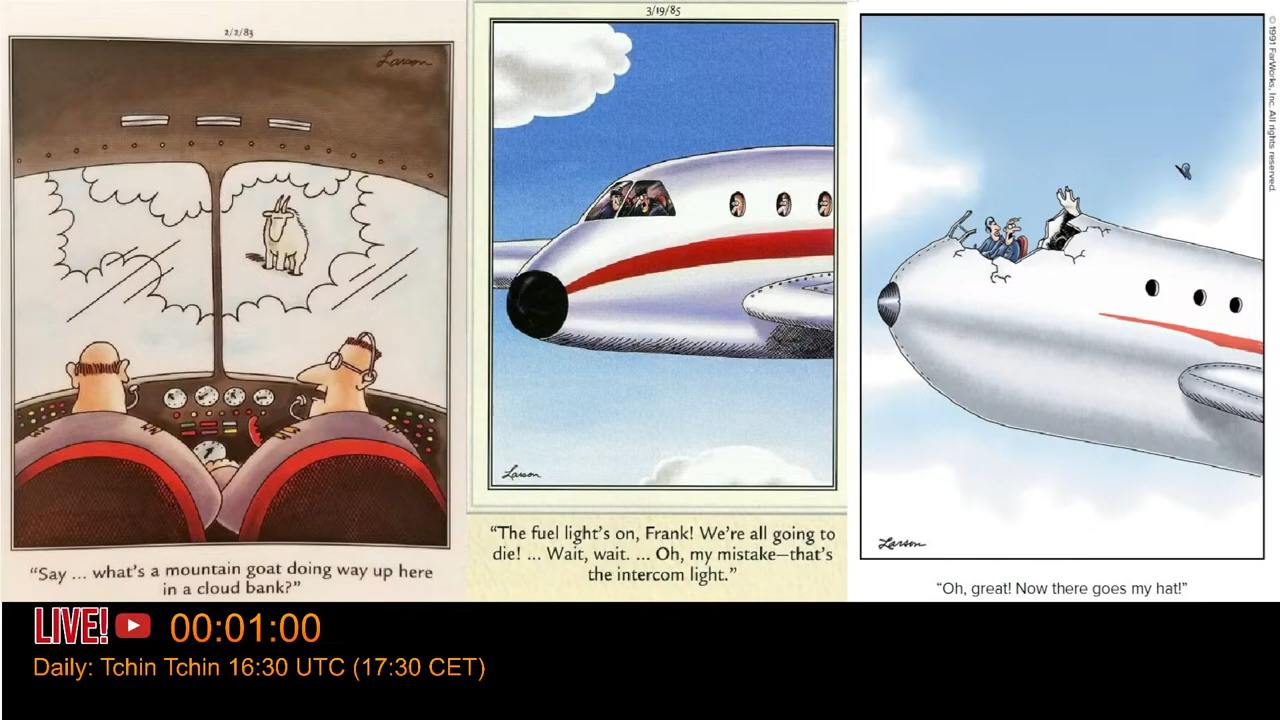 2/2/83
Larson
"Say ... what's a mountain goat doing way up here
in a cloud bank?"
3/19/85
Larson
"The fuel light's on, Frank! We're all going to
die! ... Wait, wait. ... Oh, my mistake—that's
the intercom light."
© 1991 FarWorks, Inc. All rights reserved.
Larson
"Oh, great! Now there goes my hat!"
LIVE! 00:01:00
Daily: Tchin Tchin 16:30 UTC (17:30 CET)